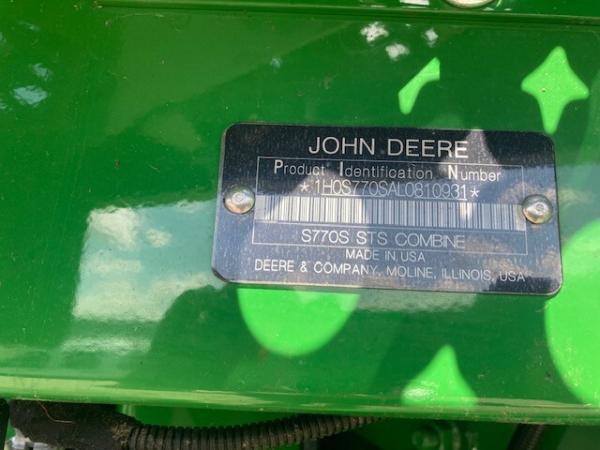 JOHN DEERE
Product Identification Number
*1H0S770SAL0810931*
S770S STS COMBINE
MADE IN USA
DEERE & COMPANY, MOLINE, ILLINOIS, USA